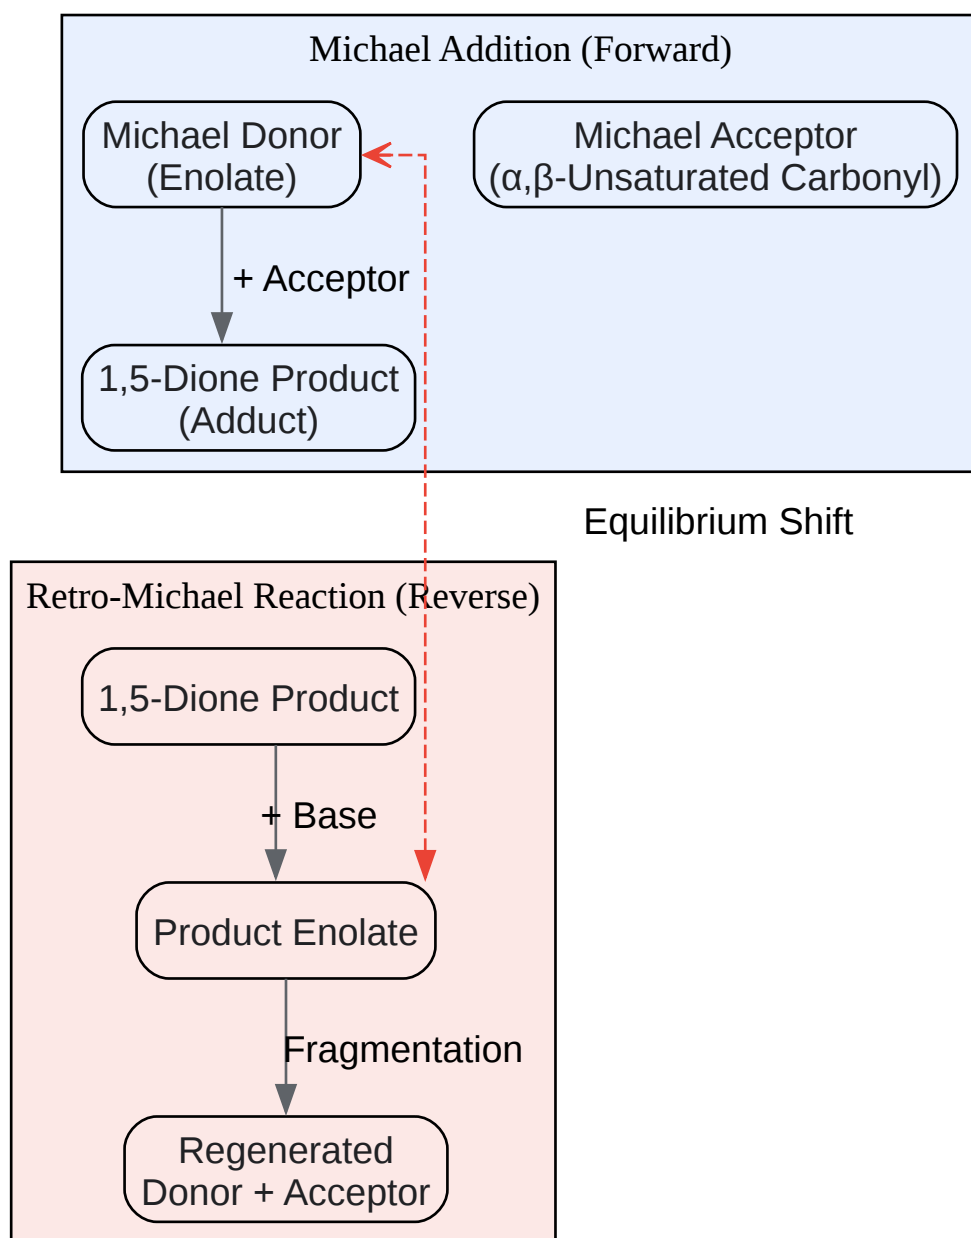 Michael Addition (Forward)
Michael Donor
(Enolate)
Michael Acceptor
(α,β-Unsaturated Carbonyl)
+ Acceptor
1,5-Dione Product
(Adduct)
Equilibrium Shift
Retro-Michael Reaction (Reverse)
1,5-Dione Product
+ Base
Product Enolate
Fragmentation
Regenerated
Donor + Acceptor